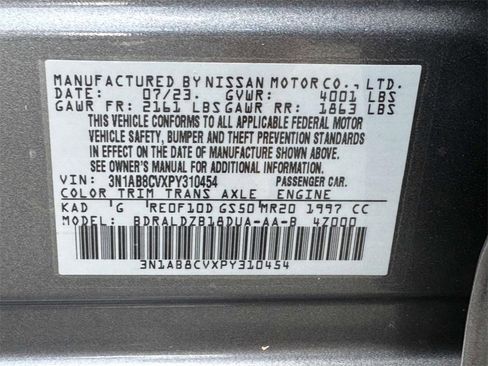 MANUFACTURED BY NISSAN MOTOR CO., LTD.
DATE: 07/23. GVWR: 4001 LBS
GAWR FR: 2161 LBS GAWR RR: 1863 LBS
THIS VEHICLE CONFORMS TO ALL APPLICABLE FEDERAL MOTOR
VEHICLE SAFETY, BUMPER AND THEFT PREVENTION STANDARDS
IN EFFECT ON THE DATE OF MANUFACTURE SHOWN ABOVE.
SEE OWNER'S MANUAL FOR ADDITIONAL INFORMATION.
VIN: 3N1AB8CVXPY310454 PASSENGER CAR.
COLOR TRIM TRANS AXLE ENGINE
KAD G RE0F10D GS50 MR20 1997 CC
MODEL: BDRALDZB18DUA-AA-B 4Z000
3N1AB8CVXPY310454